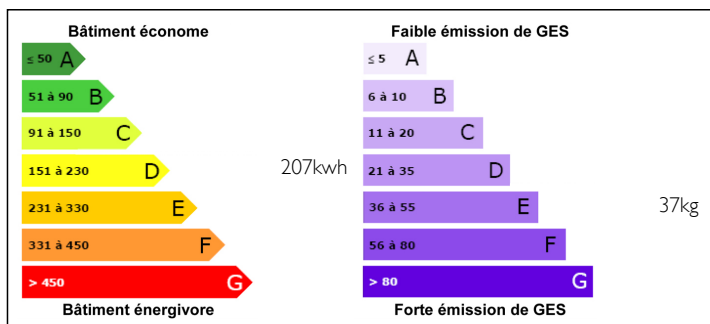 Bâtiment économe
≤ 50 A
51 à 90 B
91 à 150 C
151 à 230 D
207kwh
231 à 330 E
331 à 450 F
> 450 G
Bâtiment énergivore
Faible émission de GES
≤ 5 A
6 à 10 B
11 à 20 C
21 à 35 D
36 à 55 E
37kg
56 à 80 F
> 80 G
Forte émission de GES